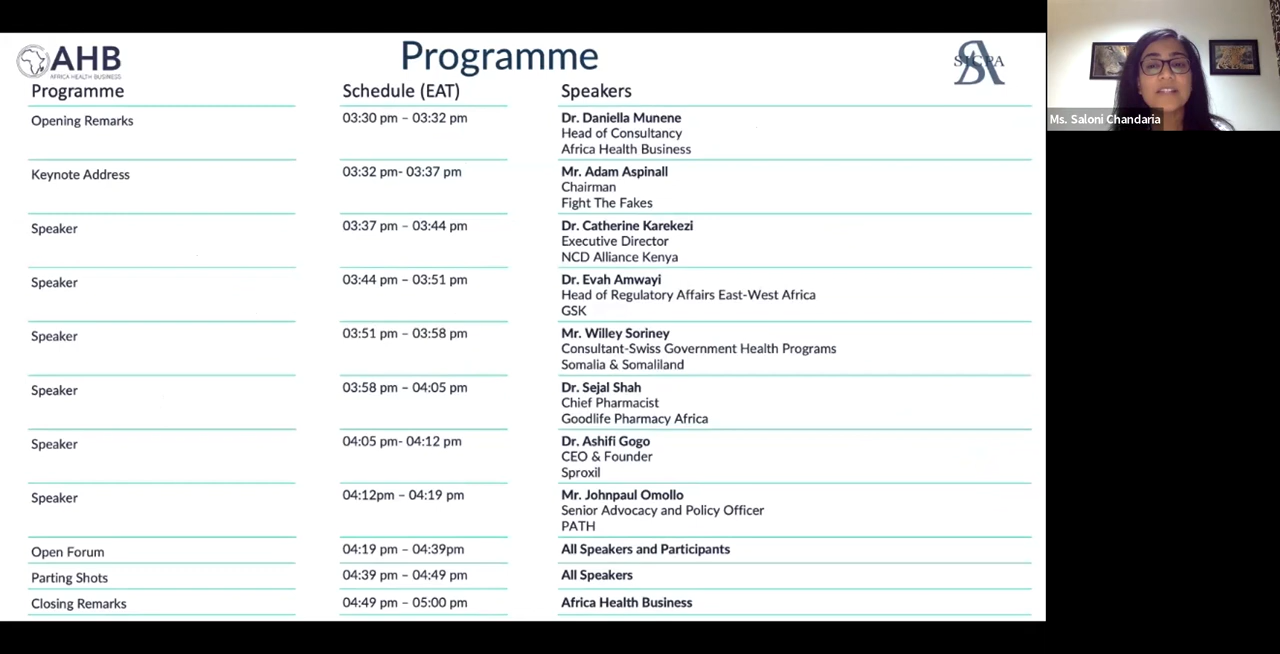 AHB
AFRICA HEALTH BUSINESS
Programme
SICPA
Ms. Saloni Chandaria
Programme Schedule (EAT) Speakers
Opening Remarks 03:30 pm – 03:32 pm Dr. Daniella Munene
Head of Consultancy
Africa Health Business
Keynote Address 03:32 pm- 03:37 pm Mr. Adam Aspinall
Chairman
Fight The Fakes
Speaker 03:37 pm – 03:44 pm Dr. Catherine Karekezi
Executive Director
NCD Alliance Kenya
Speaker 03:44 pm – 03:51 pm Dr. Evah Amwayi
Head of Regulatory Affairs East-West Africa
GSK
Speaker 03:51 pm – 03:58 pm Mr. Willey Soriney
Consultant-Swiss Government Health Programs
Somalia & Somaliland
Speaker 03:58 pm – 04:05 pm Dr. Sejal Shah
Chief Pharmacist
Goodlife Pharmacy Africa
Speaker 04:05 pm- 04:12 pm Dr. Ashifi Gogo
CEO & Founder
Sproxil
Speaker 04:12pm – 04:19 pm Mr. Johnpaul Omollo
Senior Advocacy and Policy Officer
PATH
Open Forum 04:19 pm – 04:39pm All Speakers and Participants
Parting Shots 04:39 pm – 04:49 pm All Speakers
Closing Remarks 04:49 pm – 05:00 pm Africa Health Business